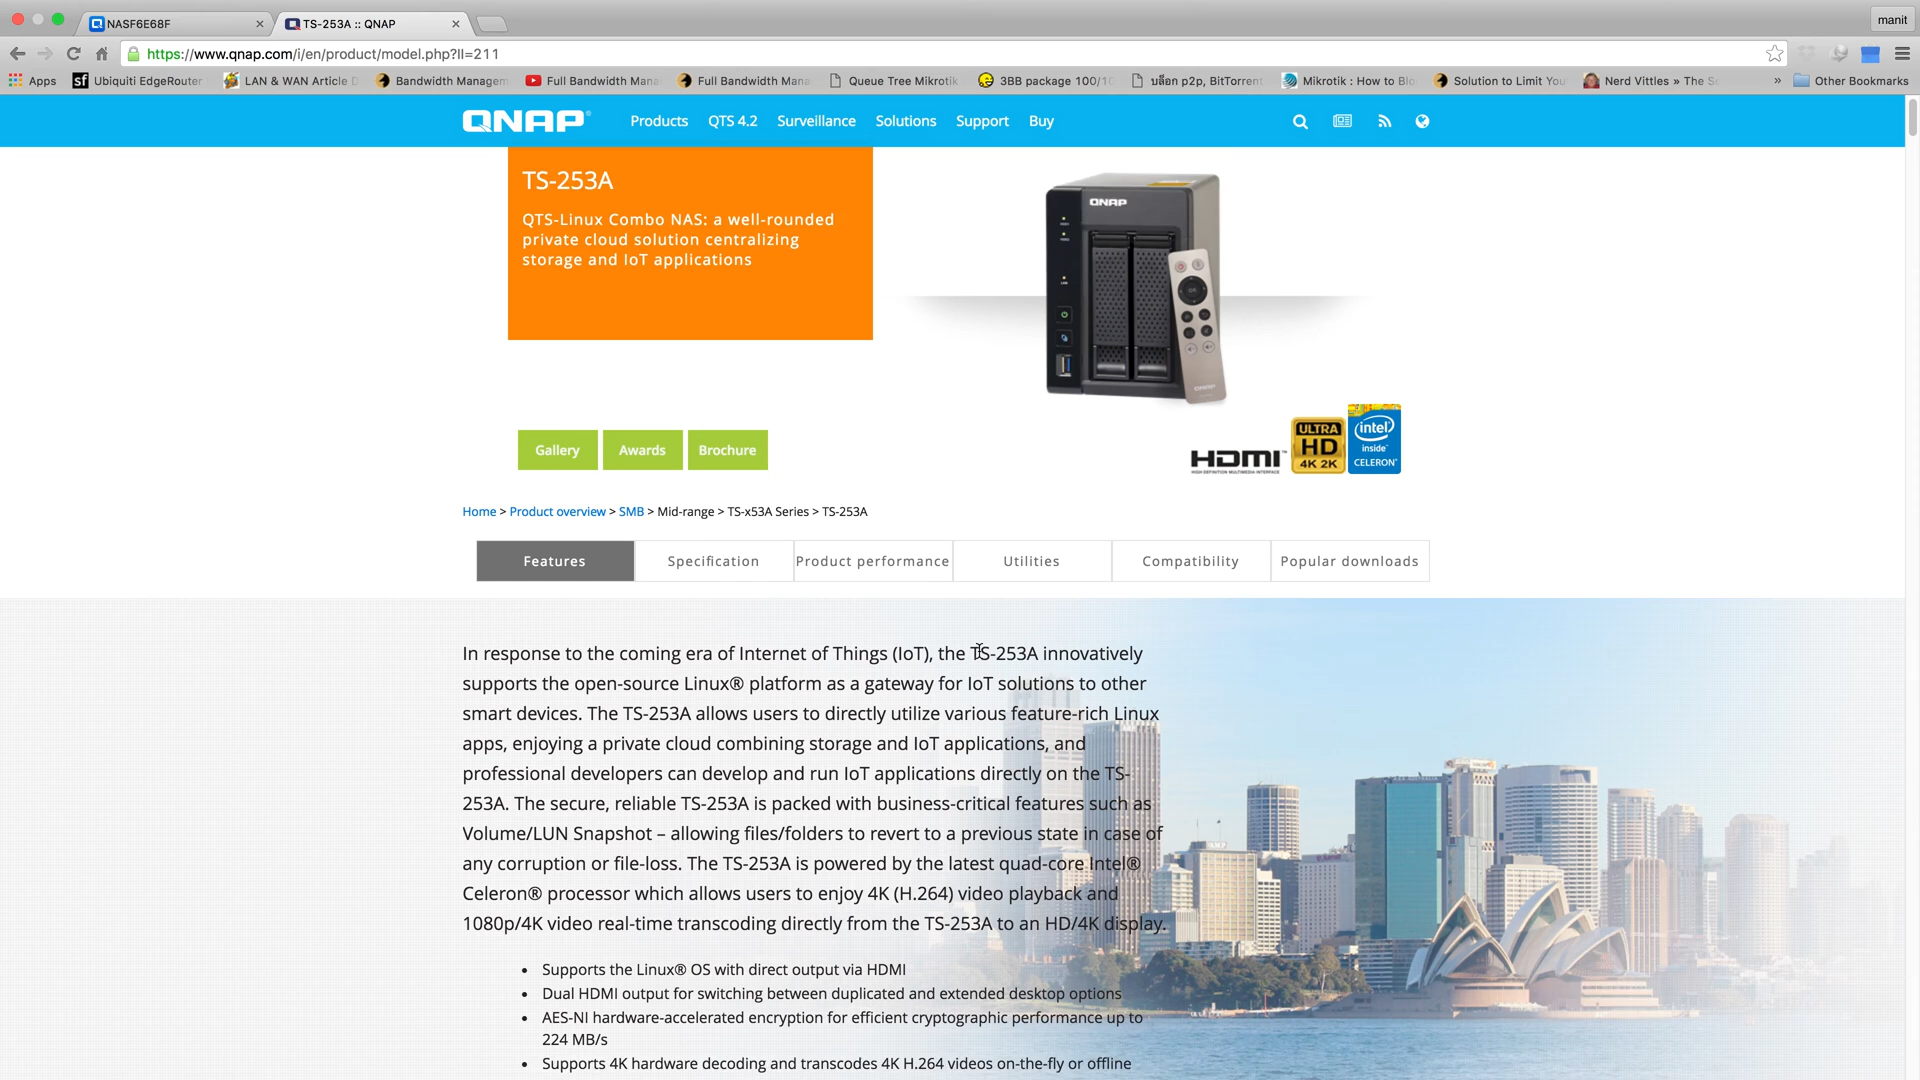 NASF6E68F
TS-253A :: QNAP
manit
https://www.qnap.com/i/en/product/model.php?II=211
Apps
Ubiquiti EdgeRouter
LAN & WAN Article D
Bandwidth Managem
Full Bandwidth Mana
Full Bandwidth Mana
Queue Tree Mikrotik
3BB package 100/10
บล๊อก p2p, BitTorrent
Mikrotik : How to Blo
Solution to Limit You
Nerd Vittles » The S
»
Other Bookmarks
QNAP
Products
QTS 4.2
Surveillance
Solutions
Support
Buy
TS-253A
QTS-Linux Combo NAS: a well-rounded
private cloud solution centralizing
storage and IoT applications
QNAP
Gallery
Awards
Brochure
HDMI
HIGH-DEFINITION MULTIMEDIA INTERFACE
ULTRA
HD
4K 2K
intel
inside
CELERON
Home > Product overview > SMB > Mid-range > TS-x53A Series > TS-253A
Features
Specification
Product performance
Utilities
Compatibility
Popular downloads
In response to the coming era of Internet of Things (IoT), the TS-253A innovatively
supports the open-source Linux® platform as a gateway for IoT solutions to other
smart devices. The TS-253A allows users to directly utilize various feature-rich Linux
apps, enjoying a private cloud combining storage and IoT applications, and
professional developers can develop and run IoT applications directly on the TS-
253A. The secure, reliable TS-253A is packed with business-critical features such as
Volume/LUN Snapshot – allowing files/folders to revert to a previous state in case of
any corruption or file-loss. The TS-253A is powered by the latest quad-core Intel®
Celeron® processor which allows users to enjoy 4K (H.264) video playback and
1080p/4K video real-time transcoding directly from the TS-253A to an HD/4K display.
• Supports the Linux® OS with direct output via HDMI
• Dual HDMI output for switching between duplicated and extended desktop options
• AES-NI hardware-accelerated encryption for efficient cryptographic performance up to
224 MB/s
• Supports 4K hardware decoding and transcodes 4K H.264 videos on-the-fly or offline